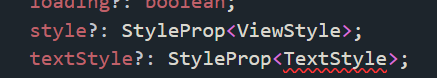 loading?: boolean;
style?: StyleProp<ViewStyle>;
textStyle?: StyleProp<TextStyle>;